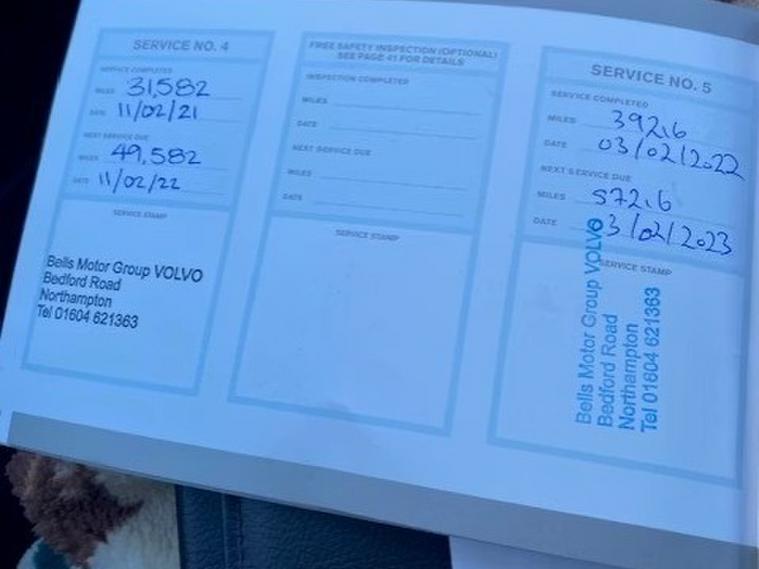 SERVICE NO. 4
SERVICE COMPLETED
MILES 31,582
DATE 11/02/21
NEXT SERVICE DUE
MILES 49,582
DATE 11/02/22
SERVICE STAMP
Bells Motor Group VOLVO
Bedford Road
Northampton
Tel 01604 621363
FREE SAFETY INSPECTION (OPTIONAL)
SEE PAGE 41 FOR DETAILS
INSPECTION COMPLETED
MILES
DATE
NEXT SERVICE DUE
MILES
DATE
SERVICE STAMP
SERVICE NO. 5
SERVICE COMPLETED
MILES 39216
DATE 03/02/2022
NEXT SERVICE DUE
MILES 57216
DATE 03/02/2023
SERVICE STAMP
Bells Motor Group VOLVO
Bedford Road
Northampton
Tel 01604 621363